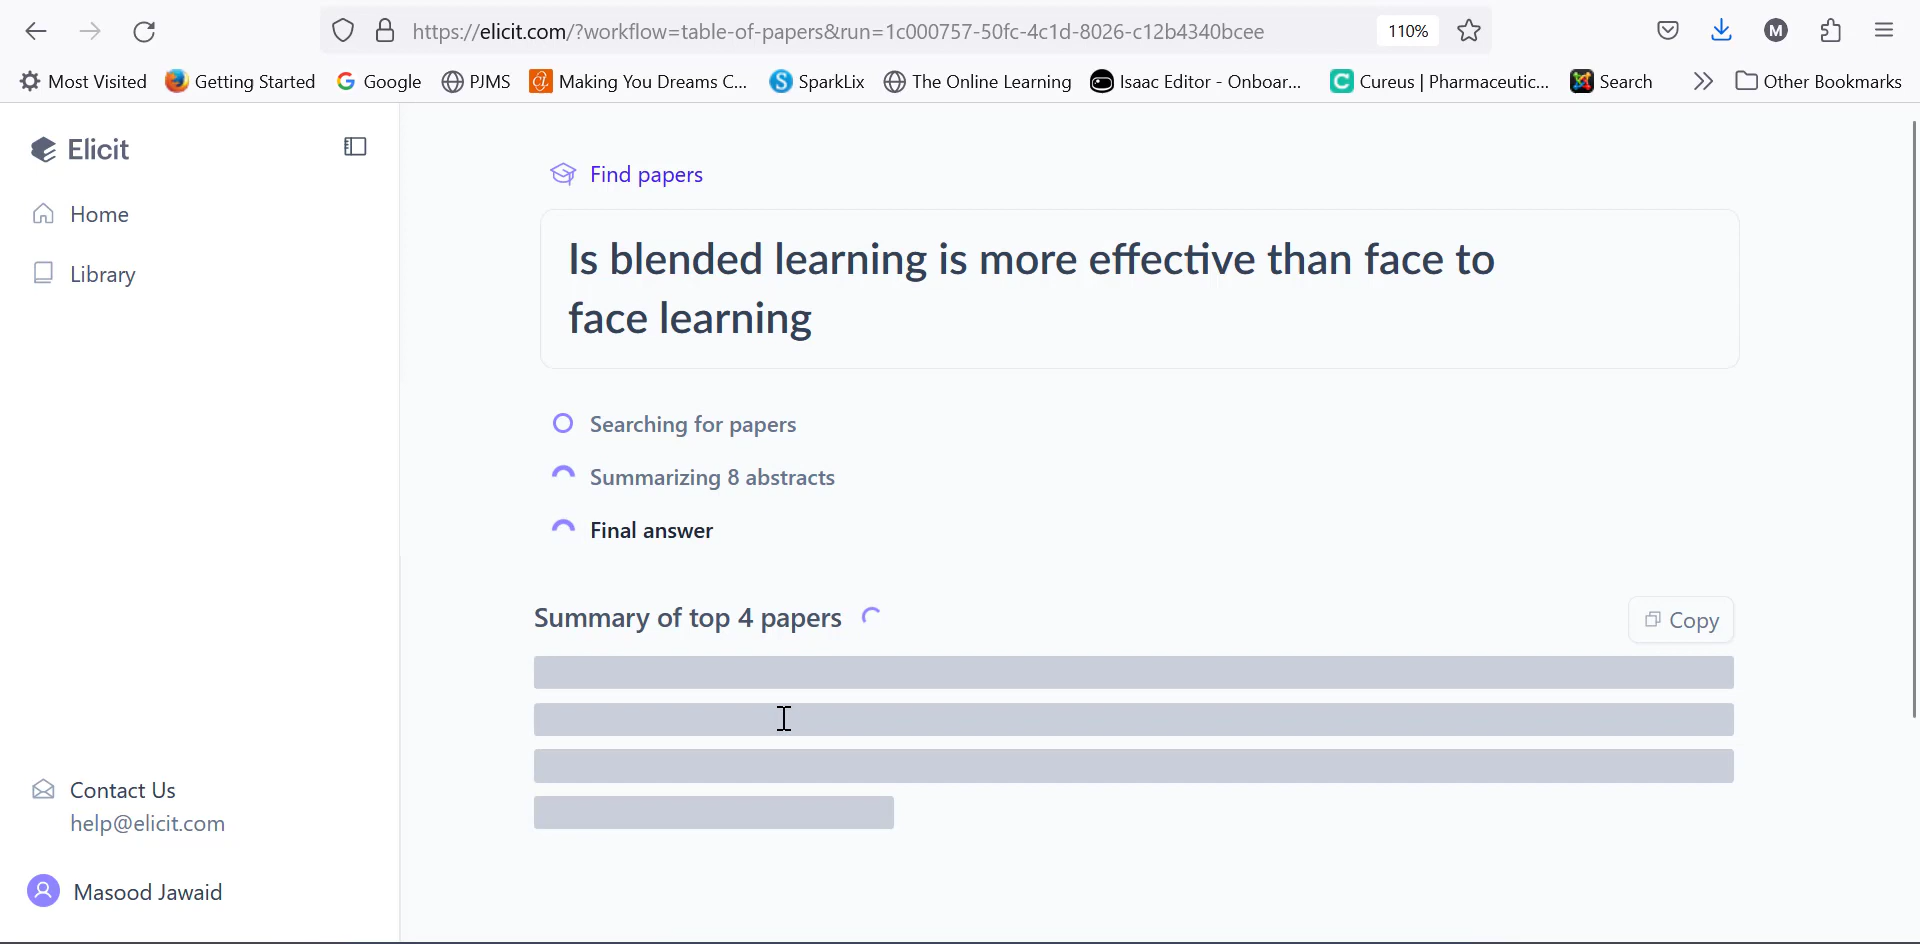 https://elicit.com/?workflow=table-of-papers&run=1c000757-50fc-4c1d-8026-c12b4340bcee
110%
M
Most Visited
Getting Started
G Google
PJMS
Making You Dreams C...
S SparkLix
The Online Learning
Isaac Editor - Onboar...
C Cureus | Pharmaceutic...
Search
Other Bookmarks
Elicit
Home
Library
Contact Us
help@elicit.com
Masood Jawaid
Find papers
Is blended learning is more effective than face to
face learning
Searching for papers
Summarizing 8 abstracts
Final answer
Summary of top 4 papers
Copy